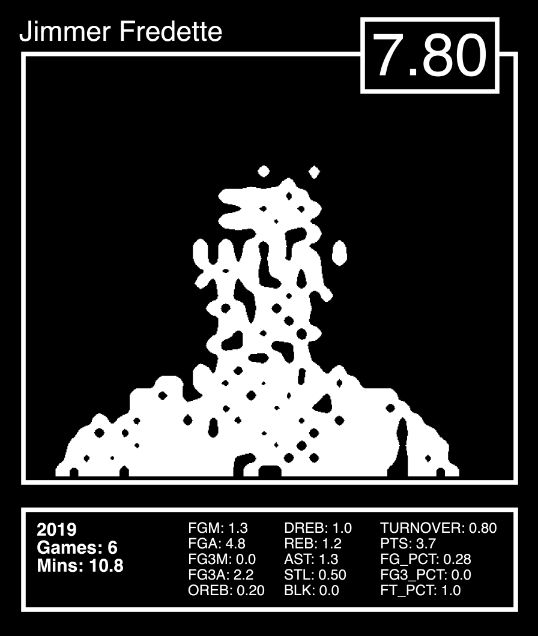 Jimmer Fredette
7.80
2019
Games: 6
Mins: 10.8
FGM: 1.3
FGA: 4.8
FG3M: 0.0
FG3A: 2.2
OREB: 0.20
DREB: 1.0
REB: 1.2
AST: 1.3
STL: 0.50
BLK: 0.0
TURNOVER: 0.80
PTS: 3.7
FG_PCT: 0.28
FG3_PCT: 0.0
FT_PCT: 1.0